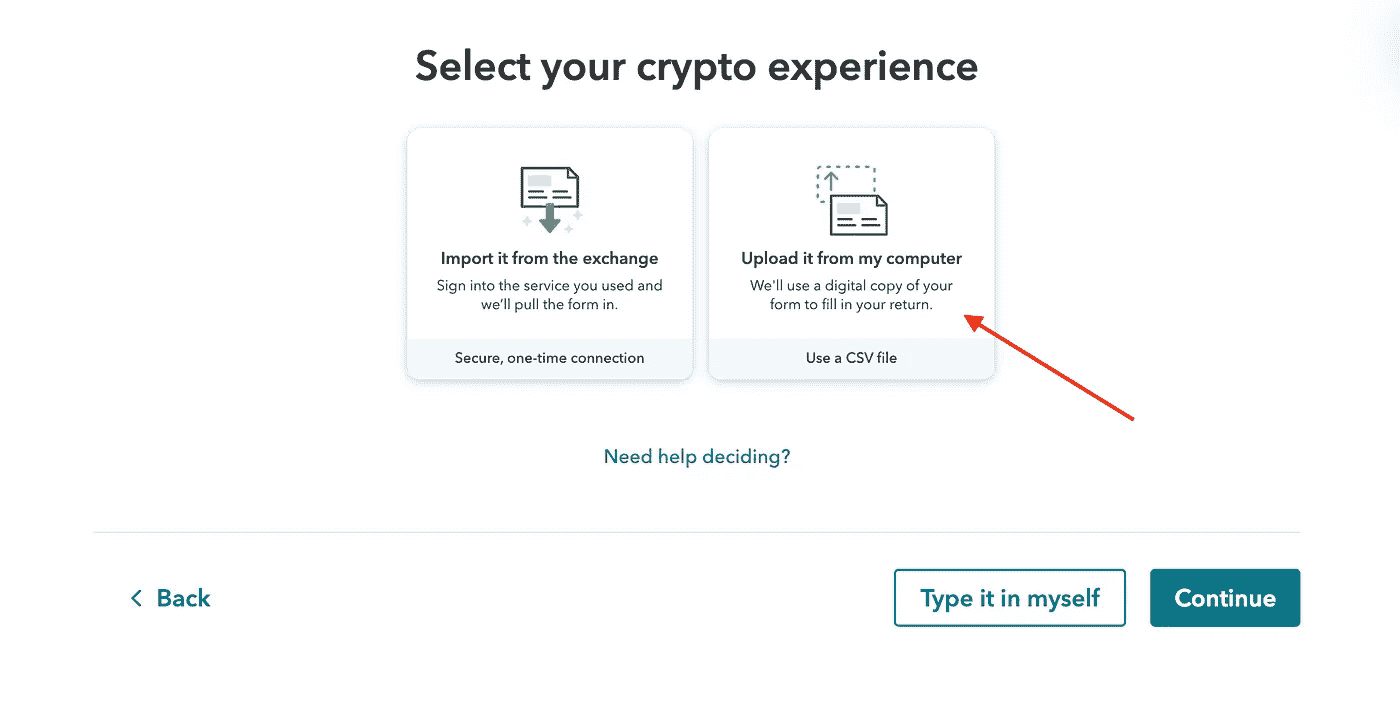 Select your crypto experience
Import it from the exchange
Sign into the service you used and
we'll pull the form in.
Secure, one-time connection
Upload it from my computer
We'll use a digital copy of your
form to fill in your return.
Use a CSV file
Need help deciding?
Back
Type it in myself
Continue